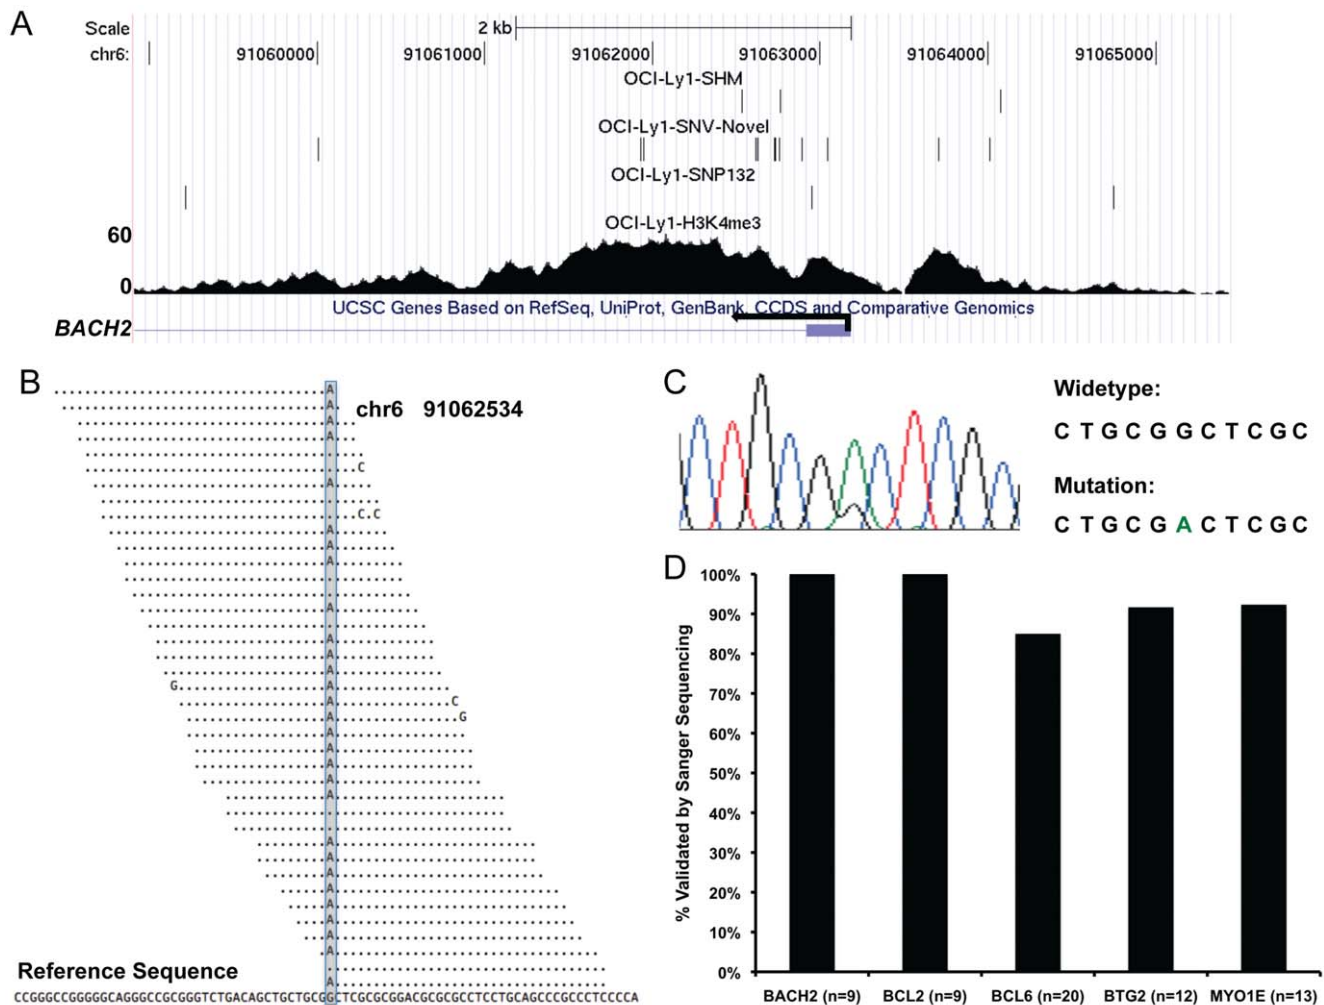 A
Scale
2 kb
chr6:
91060000
91061000
91062000
91063000
91064000
91065000
OCI-Ly1-SHM
OCI-Ly1-SNV-Novel
OCI-Ly1-SNP132
OCI-Ly1-H3K4me3
60
0
UCSC Genes Based on RefSeq, UniProt, GenBank, CCDS and Comparative Genomics
BACH2
B
chr6 91062534
Reference Sequence
CCGGGCCGGGGGCAGGGCCGCGGGTCTGACAGCTGCTGCGGCTCGCGCGGACGCGCGCCTCCTGCAGCCCGCCCTCCCCA
C
Widetype:
C T G C G G C T C G C
Mutation:
C T G C G A C T C G C
D
% Validated by Sanger Sequencing
100%
90%
80%
70%
60%
50%
40%
30%
20%
10%
0%
BACH2 (n=9)
BCL2 (n=9)
BCL6 (n=20)
BTG2 (n=12)
MYO1E (n=13)